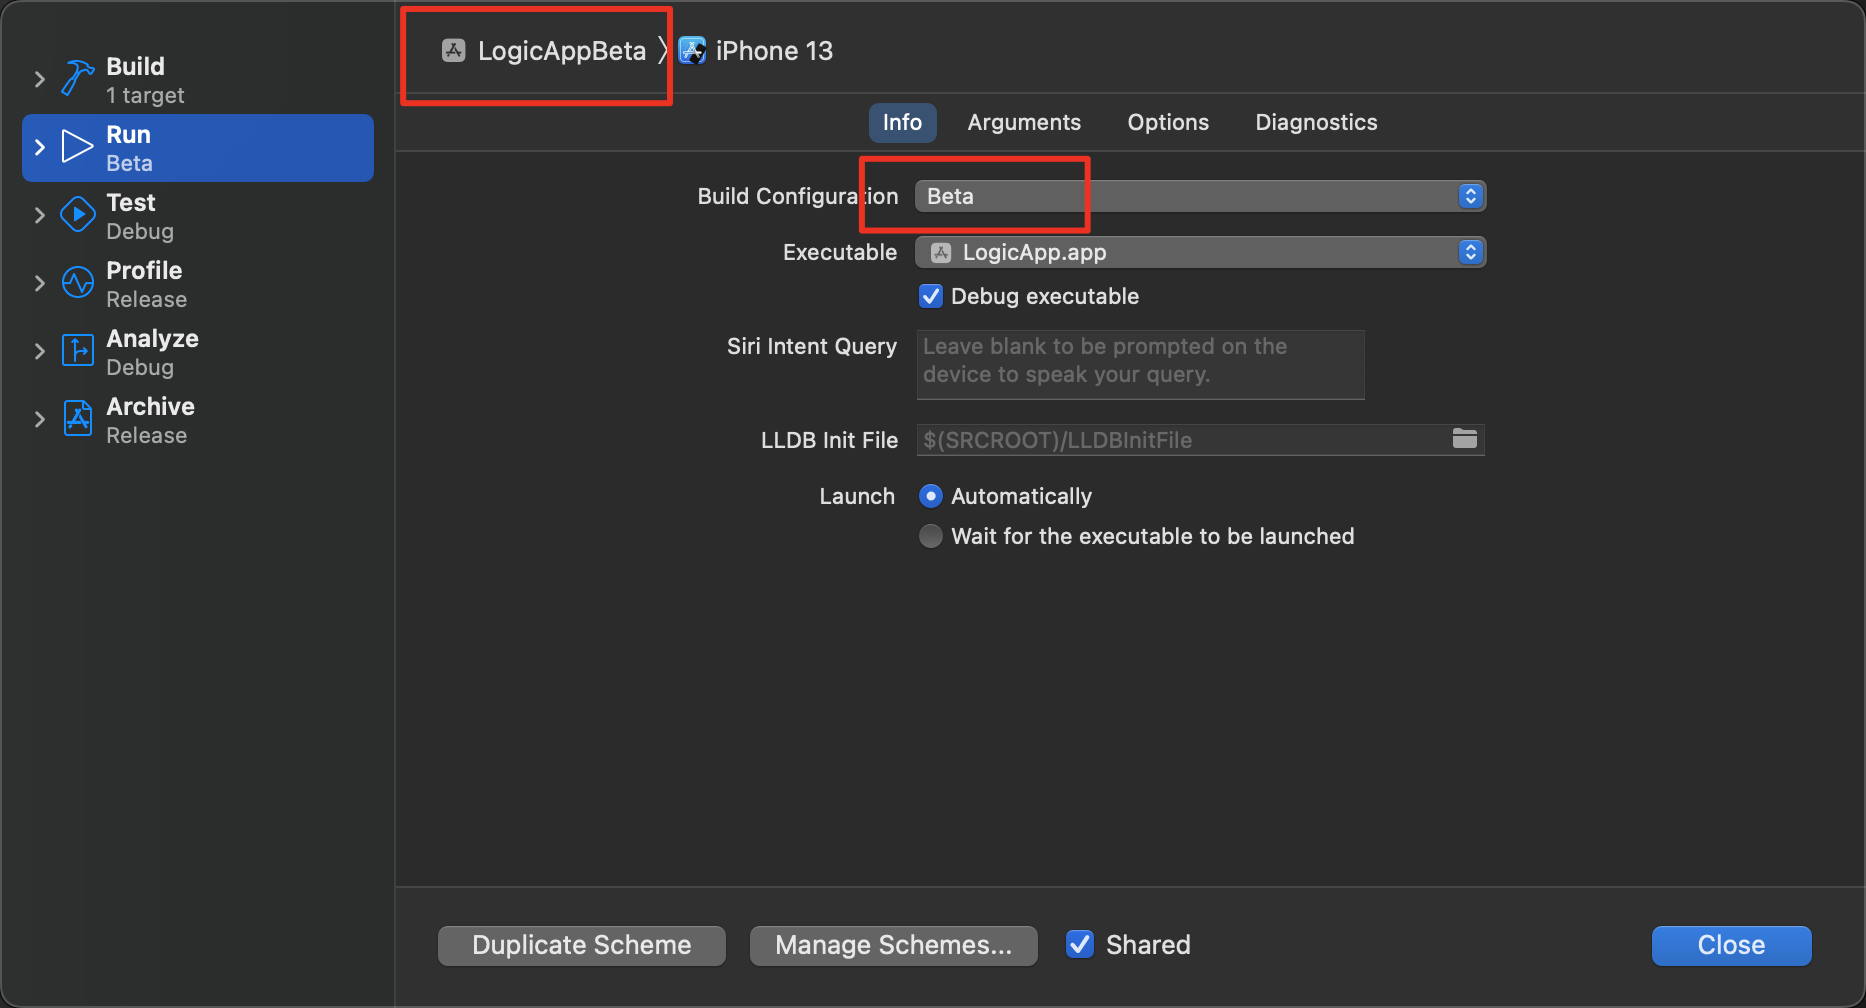 Build
1 target
Run
Beta
Test
Debug
Profile
Release
Analyze
Debug
Archive
Release
LogicAppBeta 〉 iPhone 13
Info Arguments Options Diagnostics
Build Configuration Beta
Executable LogicApp.app
Debug executable
Siri Intent Query Leave blank to be prompted on the
device to speak your query.
LLDB Init File $(SRCROOT)/LLDBInitFile
Launch Automatically
Wait for the executable to be launched
Duplicate Scheme Manage Schemes... Shared Close